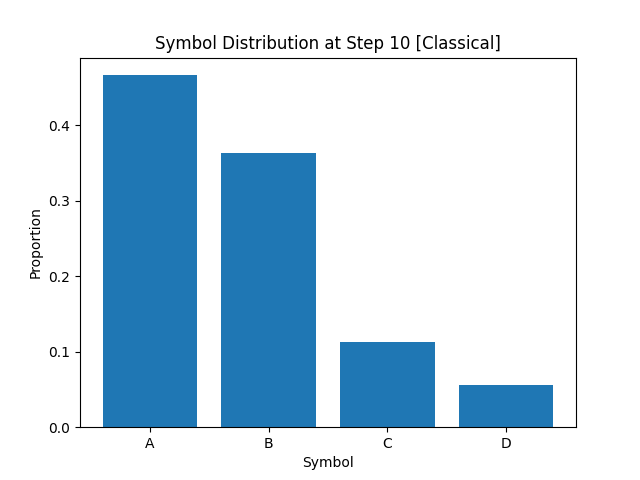 Symbol Distribution at Step 10 [Classical]
Proportion
0.4
0.3
0.2
0.1
0.0
A B C D
Symbol